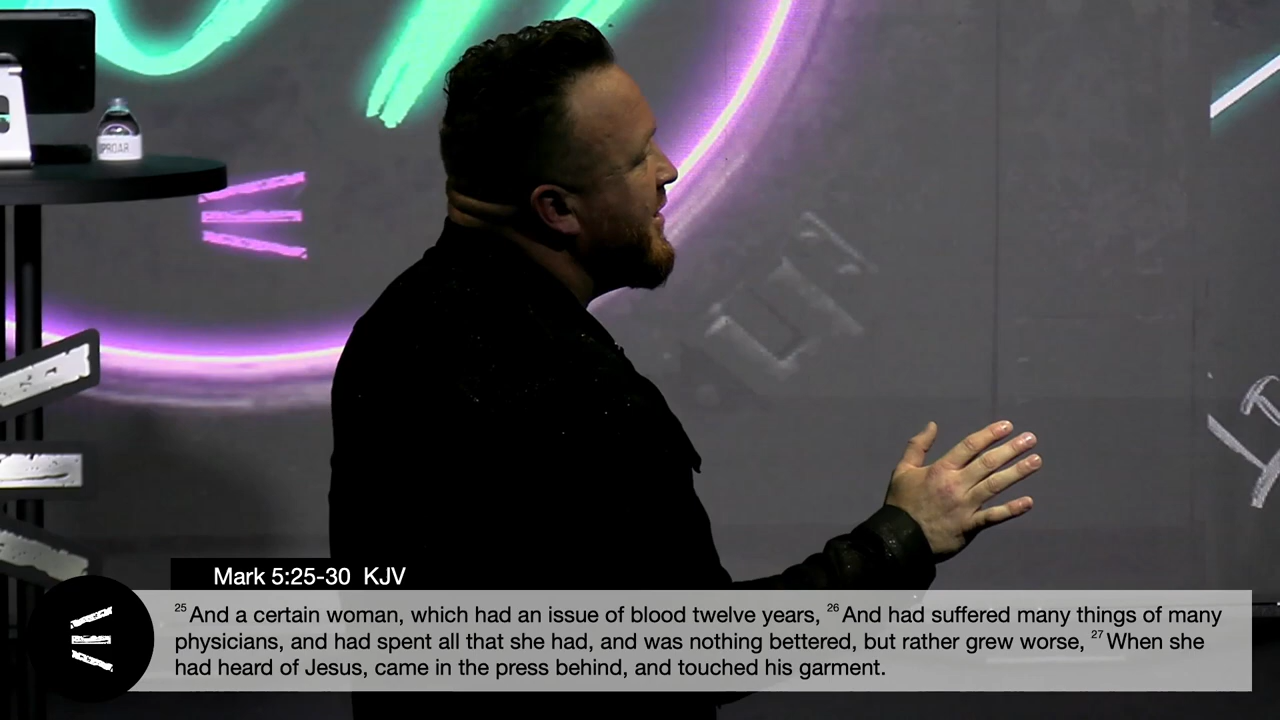 PROAR
Mark 5:25-30 KJV
25 And a certain woman, which had an issue of blood twelve years, 26 And had suffered many things of many
physicians, and had spent all that she had, and was nothing bettered, but rather grew worse, 27 When she
had heard of Jesus, came in the press behind, and touched his garment.